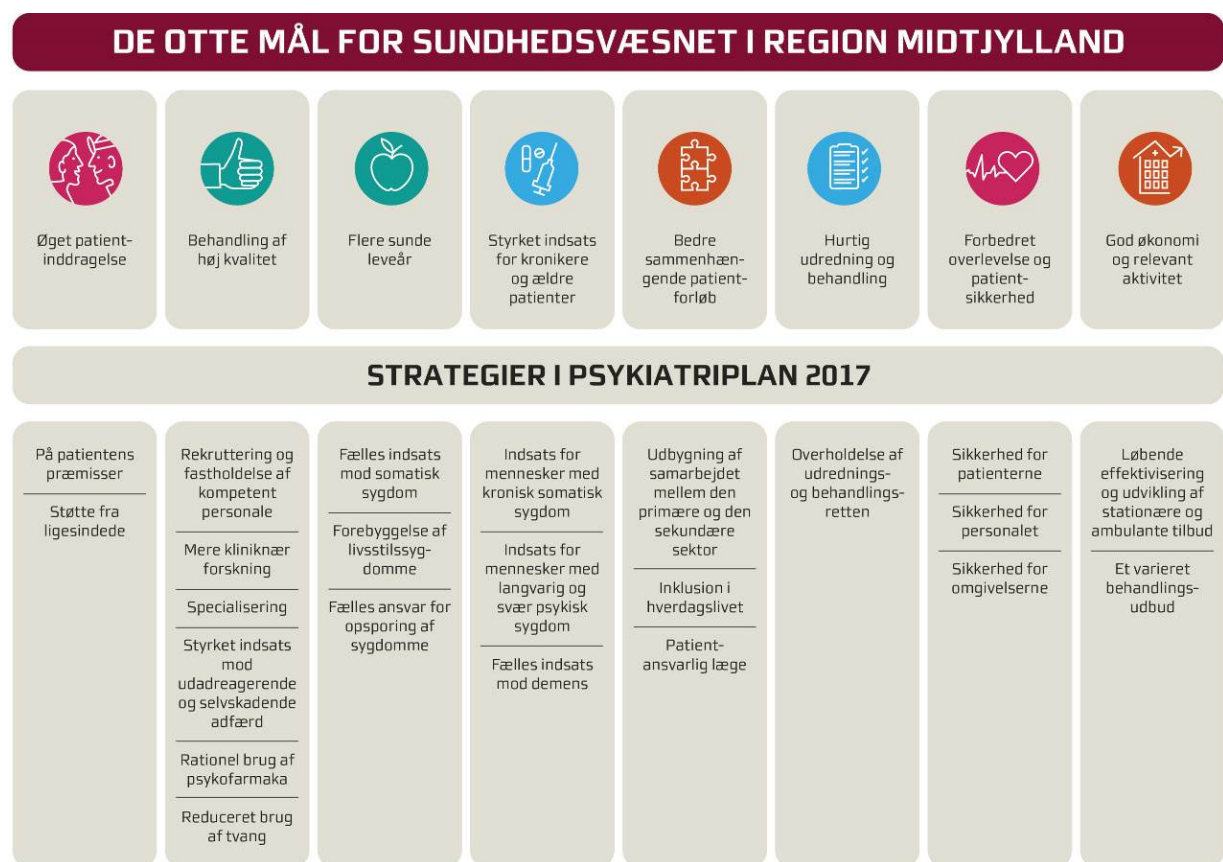 DE OTTE MÅL FOR SUNDHEDSVÆSNET I REGION MIDTJYLLAND
Øget patient-
inddragelse
Behandling af
høj kvalitet
Flere sunde
leveår
Styrket indsats
for kronikere
og ældre
patienter
Bedre
sammenhæn-
gende patient-
forløb
Hurtig
udredning og
behandling
Forbedret
overlevelse og
patient-
sikkerhed
God økonomi
og relevant
aktivitet
STRATEGIER I PSYKIATRIPLAN 2017
På patientens
præmisser
Støtte fra
ligesindede
Rekruttering og
fastholdelse af
kompetent
personale
Mere kliniknær
forskning
Specialisering
Styrket indsats
mod
udadreagerende
og selvskadende
adfærd
Rationel brug af
psykofarmaka
Reduceret brug
af tvang
Fælles indsats
mod somatisk
sygdom
Forebyggelse af
livsstilssyg-
domme
Fælles ansvar for
opsporing af
sygdomme
Indsats for
mennesker med
kronisk somatisk
sygdom
Indsats for
mennesker med
langvarig og
svær psykisk
sygdom
Fælles indsats
mod demens
Udbygning af
samarbejdet
mellem den
primære og den
sekundære
sektor
Inklusion i
hverdagslivet
Patient-
ansvarlig læge
Overholdelse af
udrednings-
og behandlings-
retten
Sikkerhed for
patienterne
Sikkerhed for
personalet
Sikkerhed for
omgivelserne
Løbende
effektivisering
og udvikling af
stationære og
ambulante tilbud
Et varieret
behandlings-
udbud